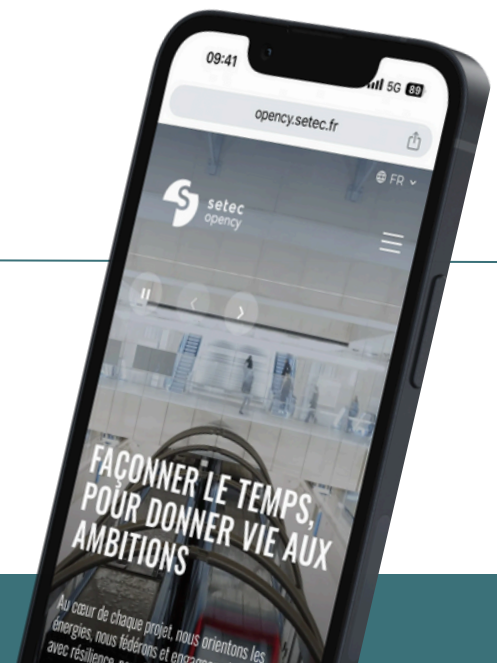 09:41
5G 89
opency.setec.fr
FR
setec
opency
FAÇONNER LE TEMPS,
POUR DONNER VIE AUX
AMBITIONS
Au cœur de chaque projet, nous orientons les
énergies, nous fédérons et
avec résilience,